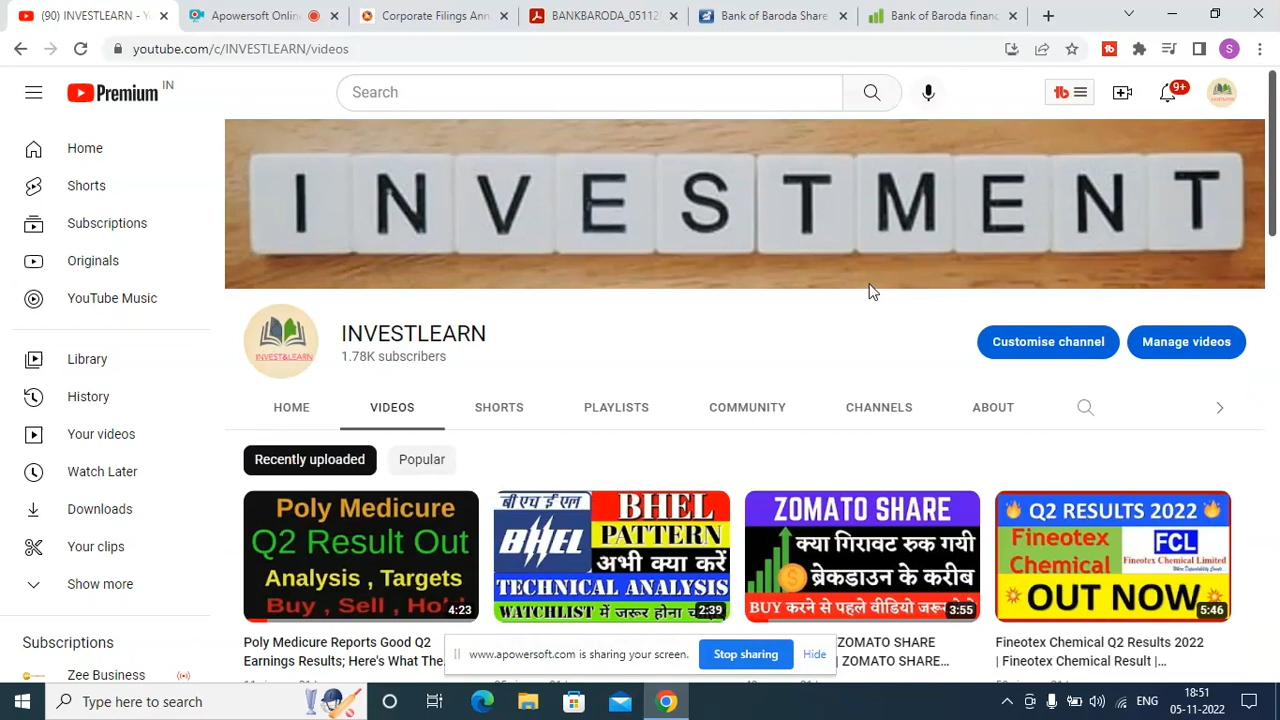 (90) INVESTLEARN - Y
Apowersoft Onlin
Corporate Filings Ann
BANKBARODA_05112
Bank of Baroda Share
Bank of Baroda financ
youtube.com/c/INVESTLEARN/videos
S
Premium IN
Search
9+
Home
Shorts
Subscriptions
Originals
YouTube Music
Library
History
Your videos
Watch Later
Downloads
Your clips
Show more
Subscriptions
Zee Business
INVESTMENT
INVEST&LEARN
INVESTLEARN
1.78K subscribers
Customise channel
Manage videos
HOME
VIDEOS
SHORTS
PLAYLISTS
COMMUNITY
CHANNELS
ABOUT
Recently uploaded
Popular
Poly Medicure
Q2 Result Out
Analysis , Targets
Buy , Sell , Hold
4:23
बी एच ई एल
BHEL
BHEL
PATTERN
अभी क्या करें
TECHNICAL ANALYSIS
WATCHLIST में जरूर होना
2:39
ZOMATO SHARE
क्या गिरावट रुक गयी
ब्रेकडाउन के करीब
BUY करने से पहले वीडियो
3:55
Q2 RESULTS 2022
Fineotex
Chemical
FCL
Fineotex Chemical Limited
OUT NOW
5:46
Poly Medicure Reports Good Q2
Earnings Results; Here's What The
ZOMATO SHARE
| ZOMATO SHARE...
Fineotex Chemical Q2 Results 2022
| Fineotex Chemical Result |...
www.apowersoft.com is sharing your screen.
Stop sharing
Hide
Type here to search
ENG
18:51
05-11-2022